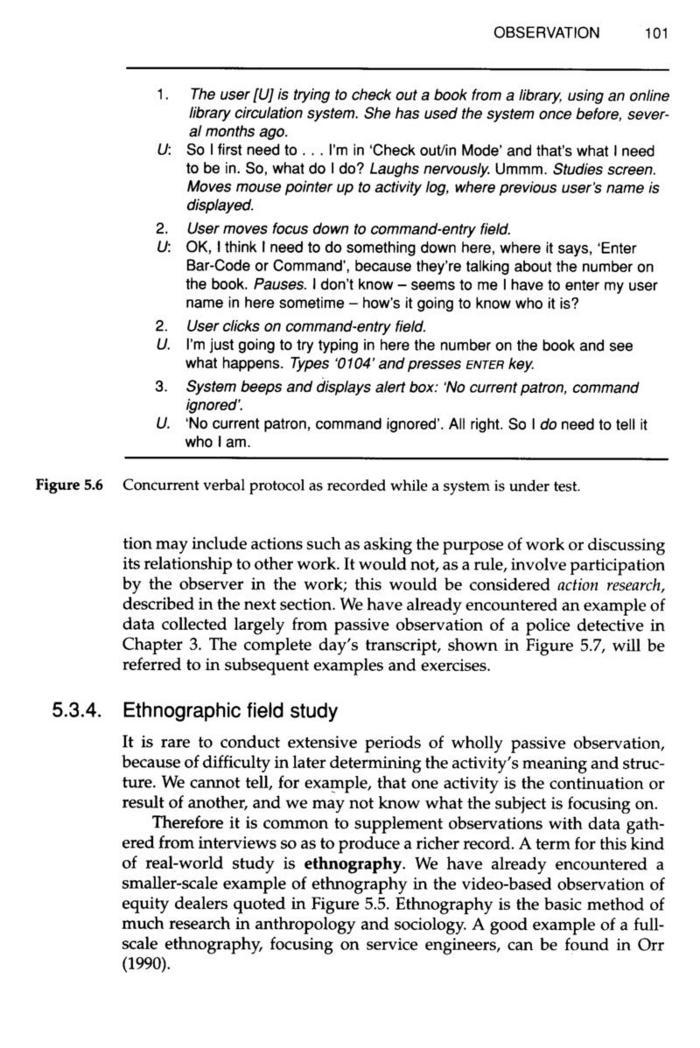 OBSERVATION 101
1. The user [U] is trying to check out a book from a library, using an online
library circulation system. She has used the system once before, sever-
al months ago.
U: So I first need to . . . I'm in 'Check out/in Mode' and that's what I need
to be in. So, what do I do? Laughs nervously. Ummm. Studies screen.
Moves mouse pointer up to activity log, where previous user's name is
displayed.
2. User moves focus down to command-entry field.
U: OK, I think I need to do something down here, where it says, 'Enter
Bar-Code or Command', because they're talking about the number on
the book. Pauses. I don't know – seems to me I have to enter my user
name in here sometime – how's it going to know who it is?
2. User clicks on command-entry field.
U. I'm just going to try typing in here the number on the book and see
what happens. Types '0104' and presses ENTER key.
3. System beeps and displays alert box: 'No current patron, command
ignored'.
U. 'No current patron, command ignored'. All right. So I do need to tell it
who I am.
Figure 5.6 Concurrent verbal protocol as recorded while a system is under test.
tion may include actions such as asking the purpose of work or discussing
its relationship to other work. It would not, as a rule, involve participation
by the observer in the work; this would be considered action research,
described in the next section. We have already encountered an example of
data collected largely from passive observation of a police detective in
Chapter 3. The complete day's transcript, shown in Figure 5.7, will be
referred to in subsequent examples and exercises.
5.3.4. Ethnographic field study
It is rare to conduct extensive periods of wholly passive observation,
because of difficulty in later determining the activity's meaning and struc-
ture. We cannot tell, for example, that one activity is the continuation or
result of another, and we may not know what the subject is focusing on.
Therefore it is common to supplement observations with data gath-
ered from interviews so as to produce a richer record. A term for this kind
of real-world study is ethnography. We have already encountered a
smaller-scale example of ethnography in the video-based observation of
equity dealers quoted in Figure 5.5. Ethnography is the basic method of
much research in anthropology and sociology. A good example of a full-
scale ethnography, focusing on service engineers, can be found in Orr
(1990).